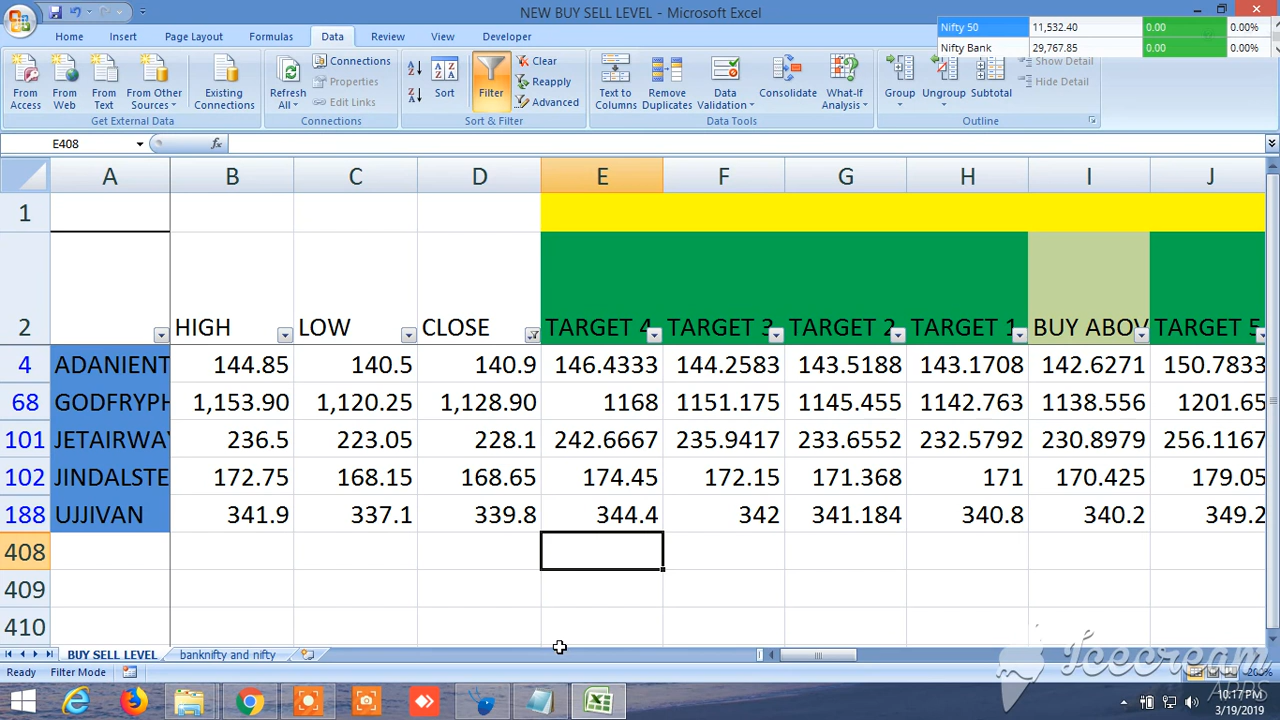 NEW BUY SELL LEVEL - Microsoft Excel
Nifty 50 11,532.40 0.00 0.00%
Nifty Bank 29,767.85 0.00 0.00%
Home Insert Page Layout Formulas Data Review View Developer
From Access
From Web
From Text
From Other Sources
Existing Connections
Get External Data
Refresh All
Connections
Properties
Edit Links
Connections
Sort
Filter
Clear
Reapply
Advanced
Sort & Filter
Text to Columns
Remove Duplicates
Data Validation
Consolidate
What-If Analysis
Data Tools
Group
Ungroup
Subtotal
Show Detail
Hide Detail
Outline
E408 fx
A B C D E F G H I J
1
2 HIGH LOW CLOSE TARGET 4 TARGET 3 TARGET 2 TARGET 1 BUY ABOV TARGET 5
4 ADANIENT 144.85 140.5 140.9 146.4333 144.2583 143.5188 143.1708 142.6271 150.7833
68 GODFRYPH 1,153.90 1,120.25 1,128.90 1168 1151.175 1145.455 1142.763 1138.556 1201.65
101 JETAIRWAY 236.5 223.05 228.1 242.6667 235.9417 233.6552 232.5792 230.8979 256.1167
102 JINDALSTE 172.75 168.15 168.65 174.45 172.15 171.368 171 170.425 179.05
188 UJJIVAN 341.9 337.1 339.8 344.4 342 341.184 340.8 340.2 349.2
408
409
410
BUY SELL LEVEL banknifty and nifty
Ready Filter Mode 200%
Icecream
APPS
10:17 PM
3/19/2019